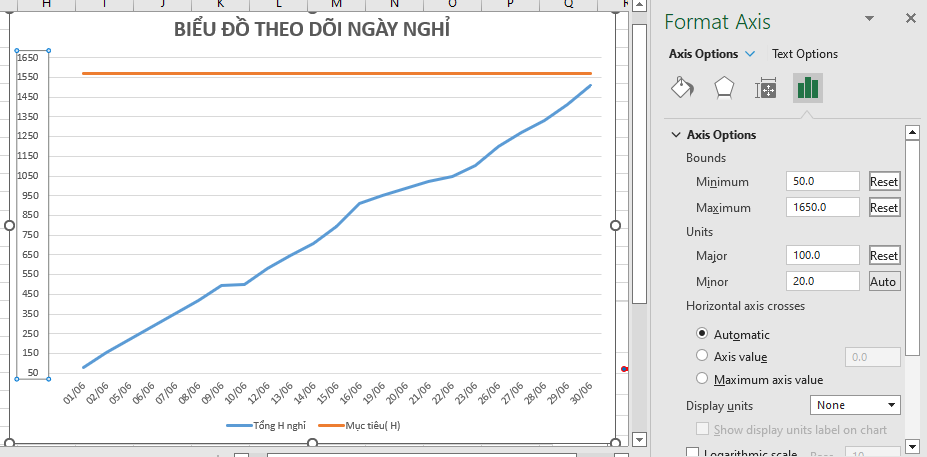 H I J K L M N O P Q R
BIỂU ĐỒ THEO DÕI NGÀY NGHỈ
1650
1550
1450
1350
1250
1150
1050
950
850
750
650
550
450
350
250
150
50
01/06 02/06 05/06 06/06 07/06 08/06 09/06 10/06 12/06 13/06 14/06 15/06 16/06 19/06 20/06 21/06 22/06 23/06 26/06 27/06 28/06 29/06 30/06
Tổng H nghỉ Mục tiêu( H)
Format Axis
Axis Options Text Options
Axis Options
Bounds
Minimum 50.0 Reset
Maximum 1650.0 Reset
Units
Major 100.0 Reset
Minor 20.0 Auto
Horizontal axis crosses
Automatic
Axis value 0.0
Maximum axis value
Display units None
Show display units label on chart
Logarithmic scale Base 10